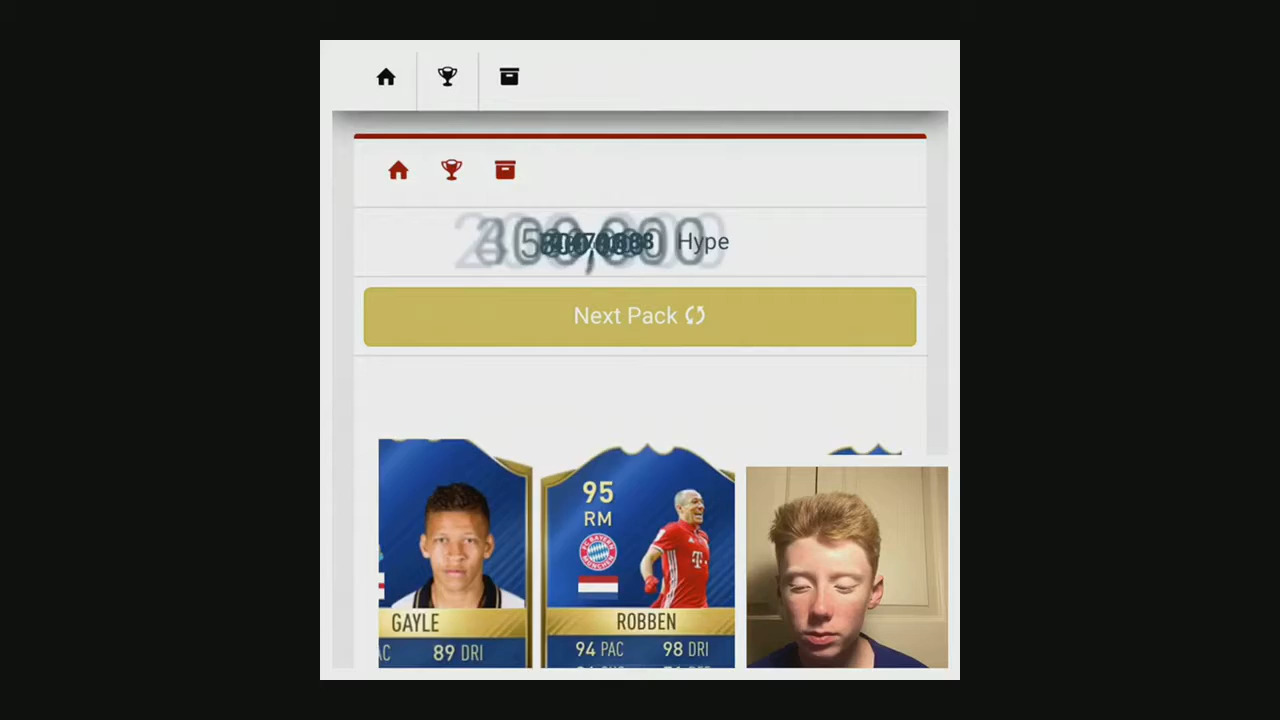 Hype
Next Pack
95
RM
GAYLE
ROBBEN
89 DRI
94 PAC 98 DRI